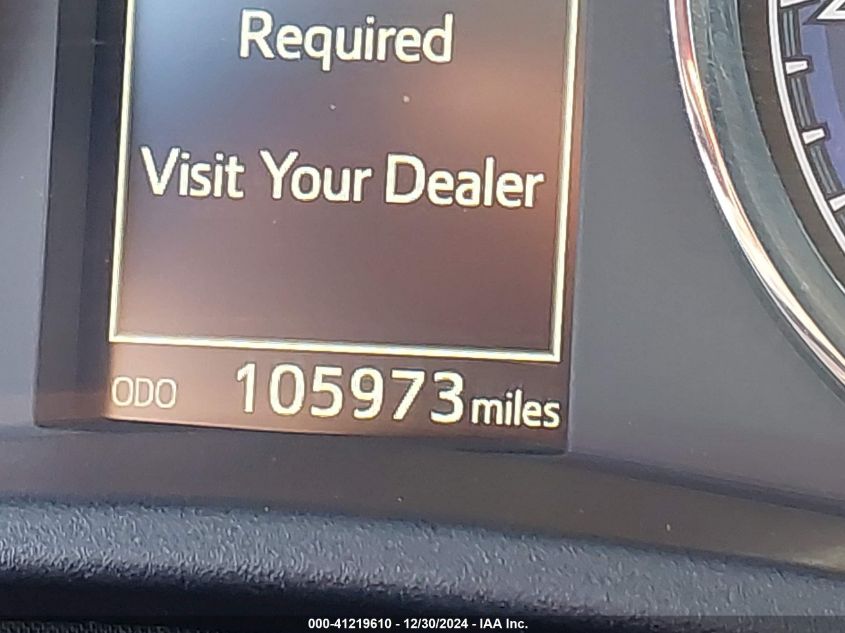 Required
Visit Your Dealer
ODO 105973 miles
000-41219610 - 12/30/2024 - IAA Inc.